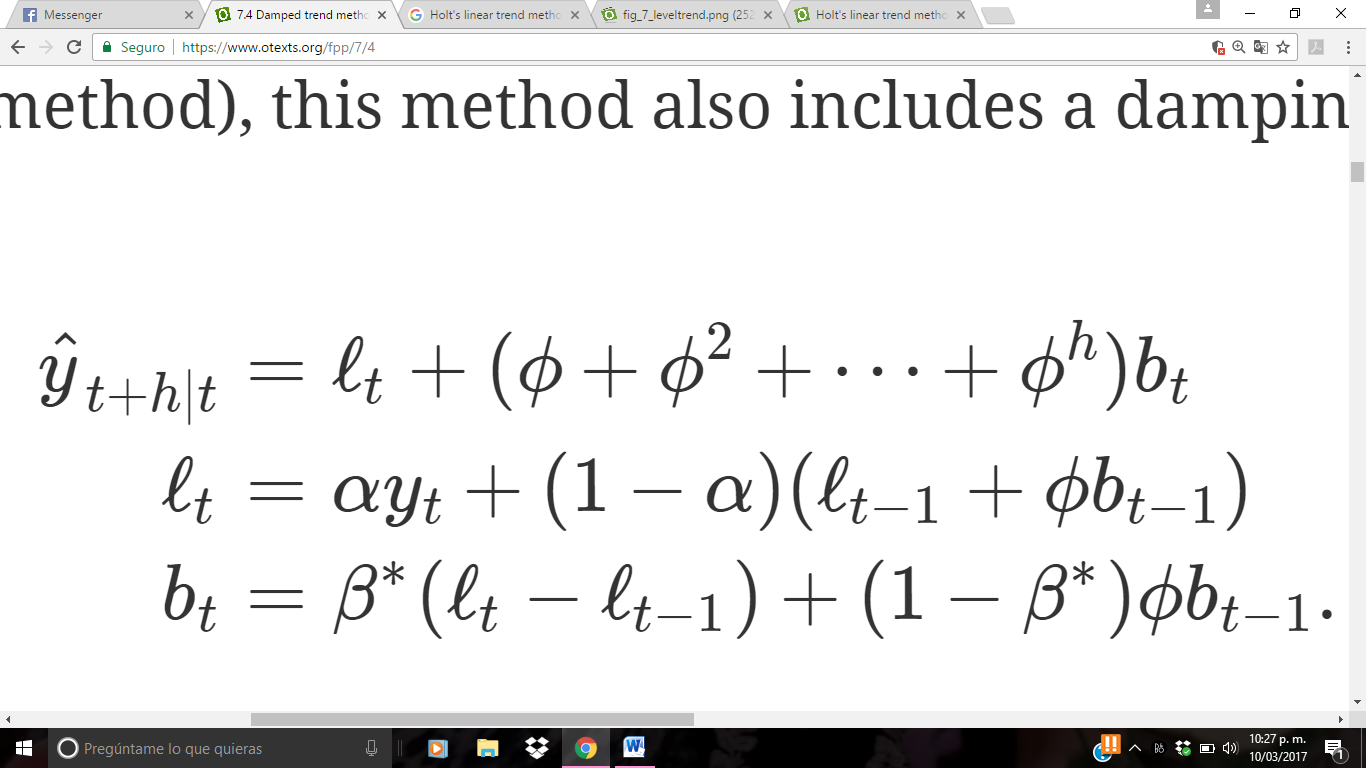 Messenger
7.4 Damped trend metho
Holt's linear trend metho
fig_7_leveltrend.png (252
Holt's linear trend metho
Seguro
https://www.otexts.org/fpp/7/4
method), this method also includes a dampin
ŷ_{t+h|t} = ℓ_t + (ϕ + ϕ² + ⋯ + ϕ^h)b_t
ℓ_t = αy_t + (1 − α)(ℓ_{t−1} + ϕb_{t−1})
b_t = β*(ℓ_t − ℓ_{t−1}) + (1 − β*)ϕb_{t−1}.
Pregúntame lo que quieras
10:27 p. m.
10/03/2017
1